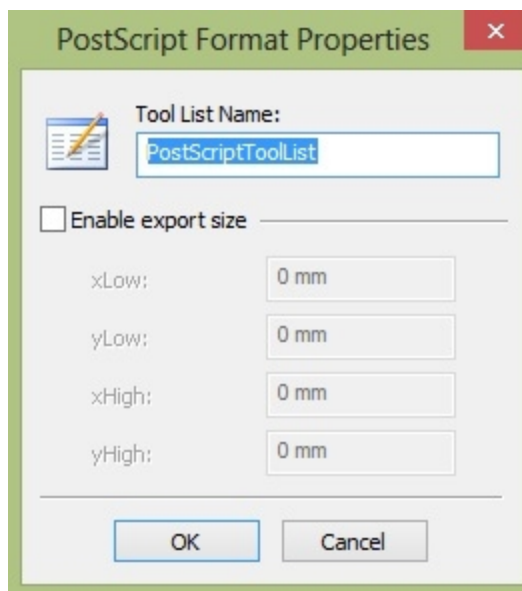 PostScript Format Properties
Tool List Name:
PostScriptToolList
Enable export size
xLow: 0 mm
yLow: 0 mm
xHigh: 0 mm
yHigh: 0 mm
OK Cancel